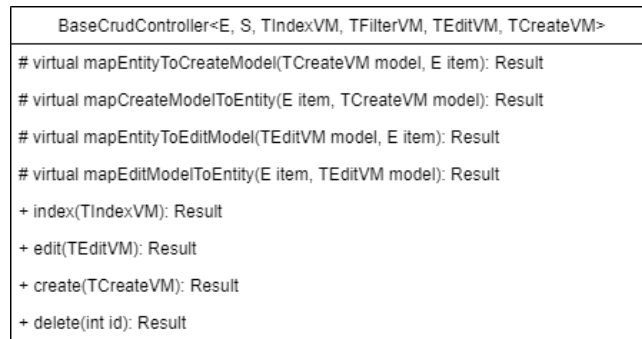 BaseCrudController<E, S, TIndexVM, TFilterVM, TEditVM, TCreateVM>
# virtual mapEntityToCreateModel(TCreateVM model, E item): Result
# virtual mapCreateModelToEntity(E item, TCreateVM model): Result
# virtual mapEntityToEditModel(TEditVM model, E item): Result
# virtual mapEditModelToEntity(E item, TEditVM model): Result
+ index(TIndexVM): Result
+ edit(TEditVM): Result
+ create(TCreateVM): Result
+ delete(int id): Result